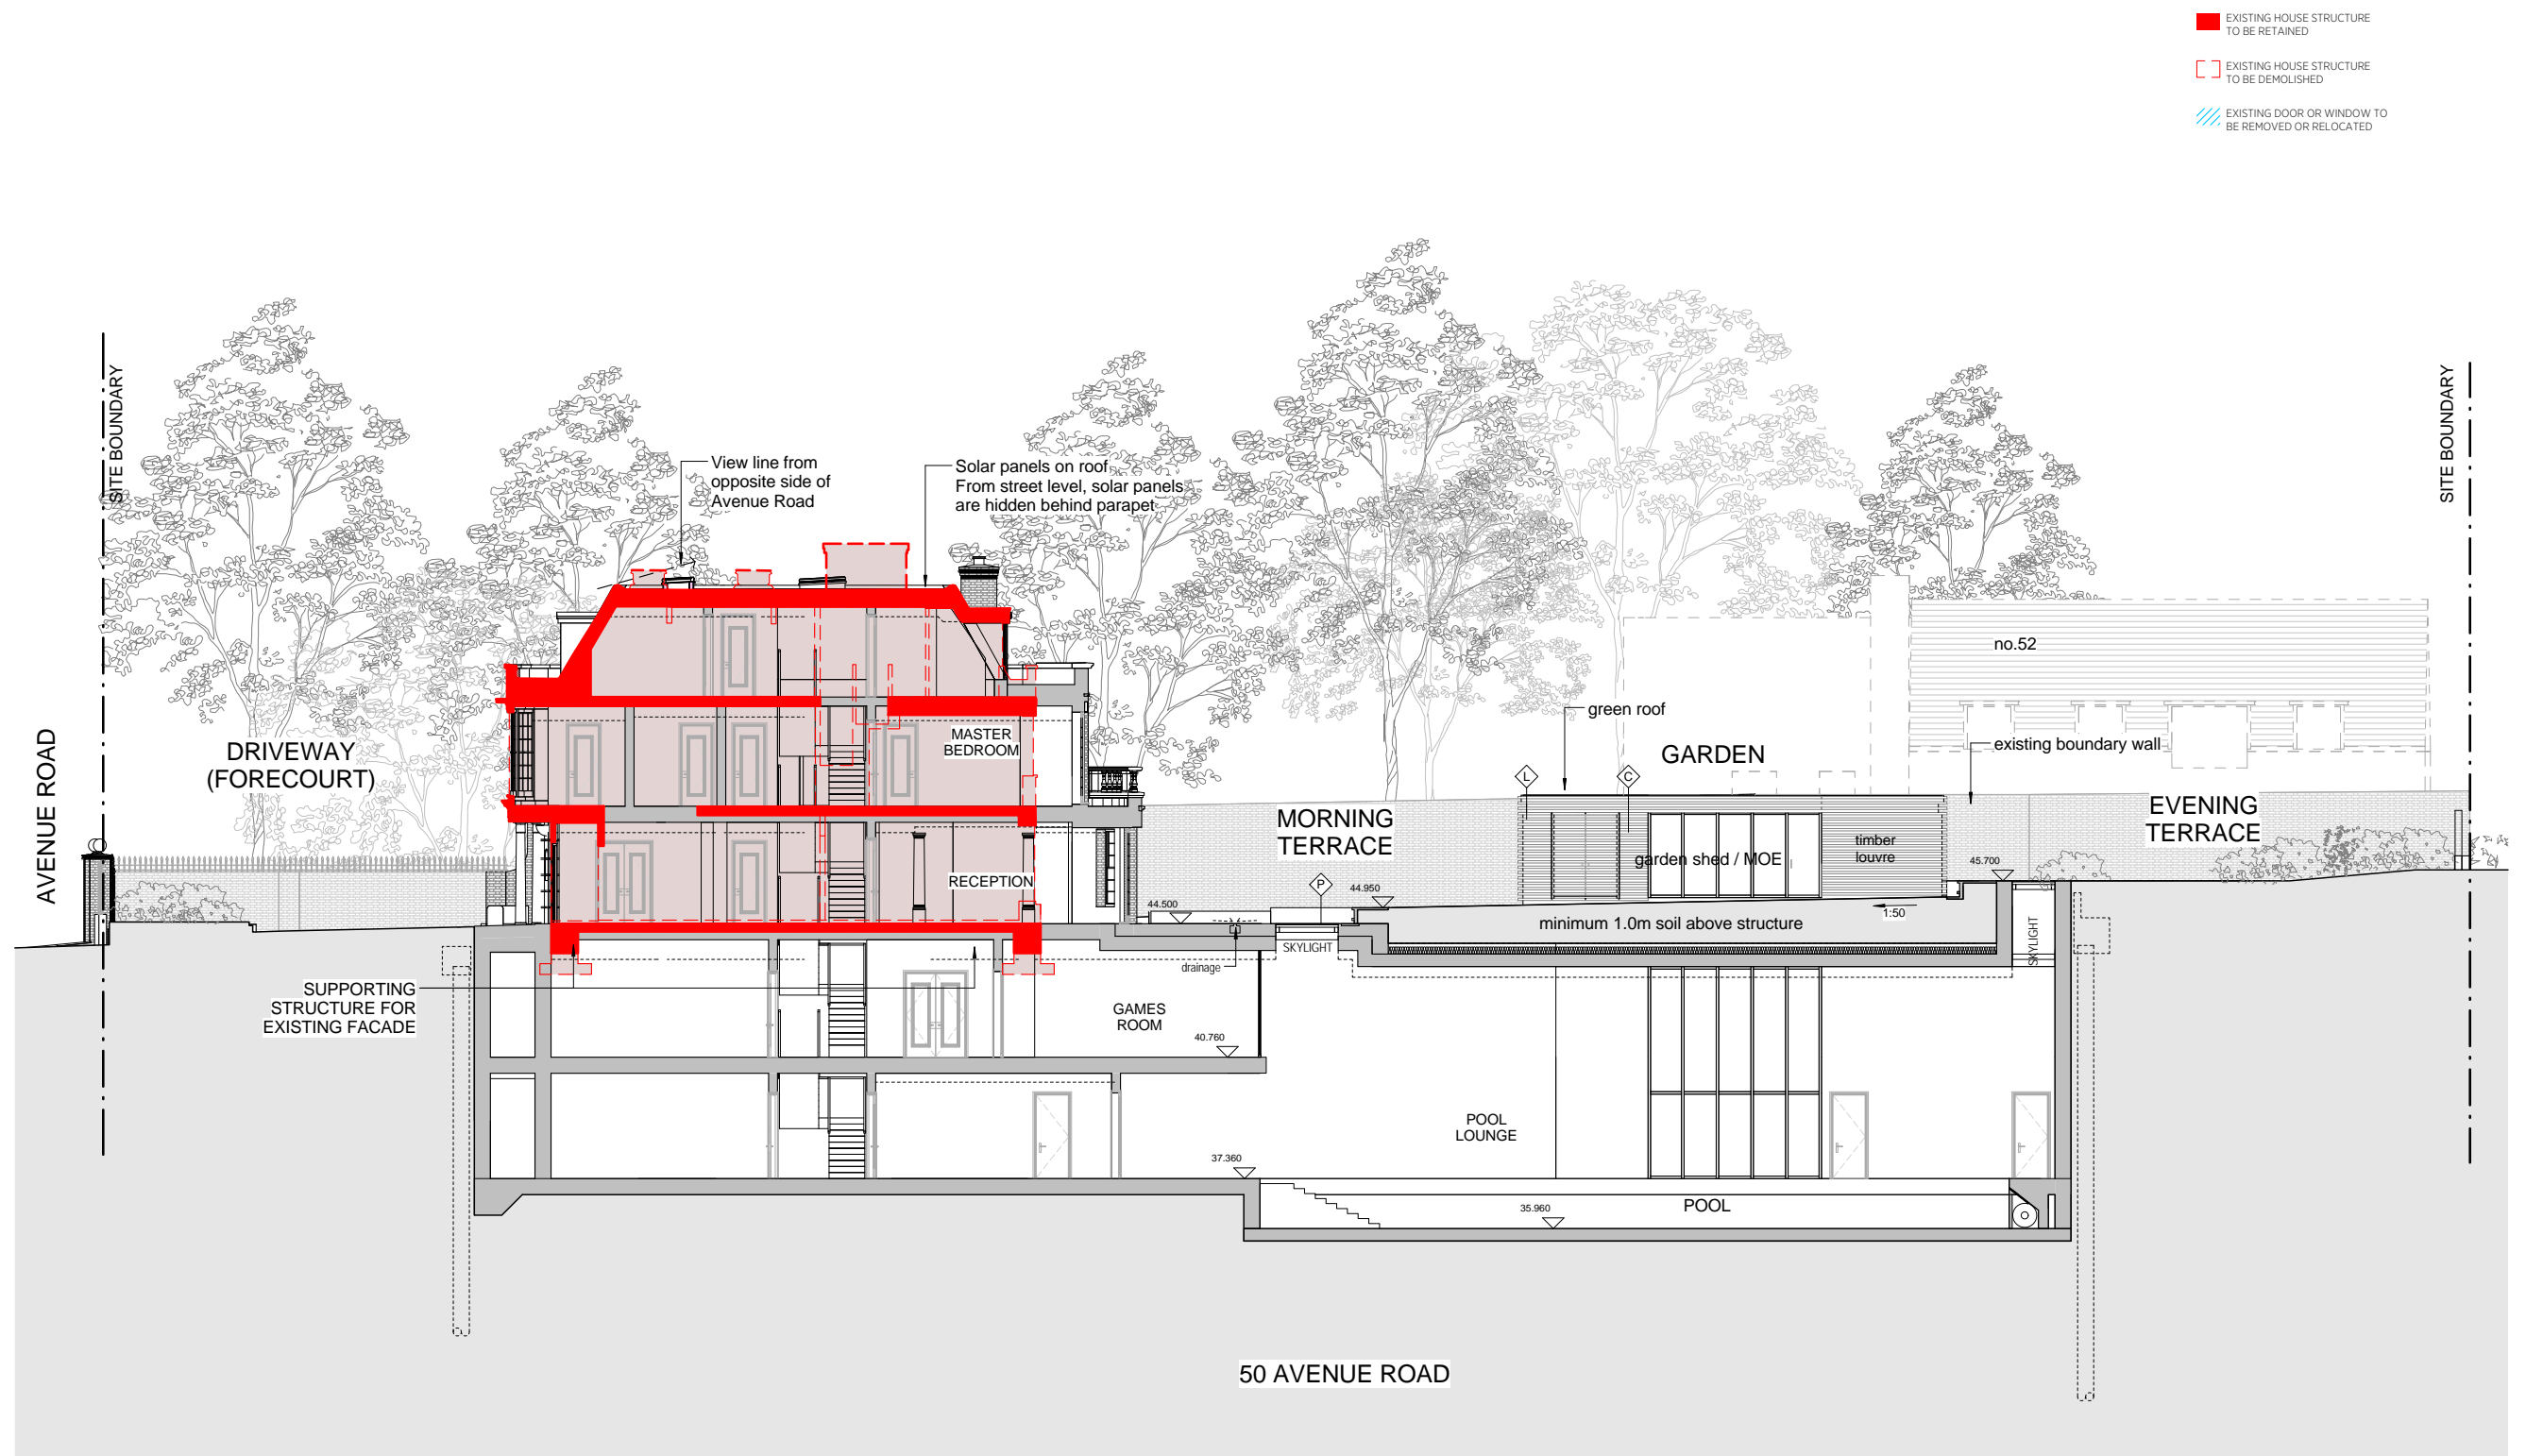 EXISTING HOUSE STRUCTURE
TO BE RETAINED
EXISTING HOUSE STRUCTURE
TO BE DEMOLISHED
EXISTING DOOR OR WINDOW TO
BE REMOVED OR RELOCATED
SITE BOUNDARY
SITE BOUNDARY
View line from
opposite side of
Avenue Road
Solar panels on roof
From street level, solar panels
are hidden behind parapet
no.52
green roof
existing boundary wall
AVENUE ROAD
DRIVEWAY
(FORECOURT)
MASTER
BEDROOM
GARDEN
L
C
MORNING
TERRACE
EVENING
TERRACE
timber
louvre
garden shed / MOE
45.700
RECEPTION
P
44.950
44.500
1:50
minimum 1.0m soil above structure
SKYLIGHT
SKYLIGHT
drainage
SUPPORTING
STRUCTURE FOR
EXISTING FACADE
GAMES
ROOM
40.760
POOL
LOUNGE
37.360
35.960
POOL
50 AVENUE ROAD